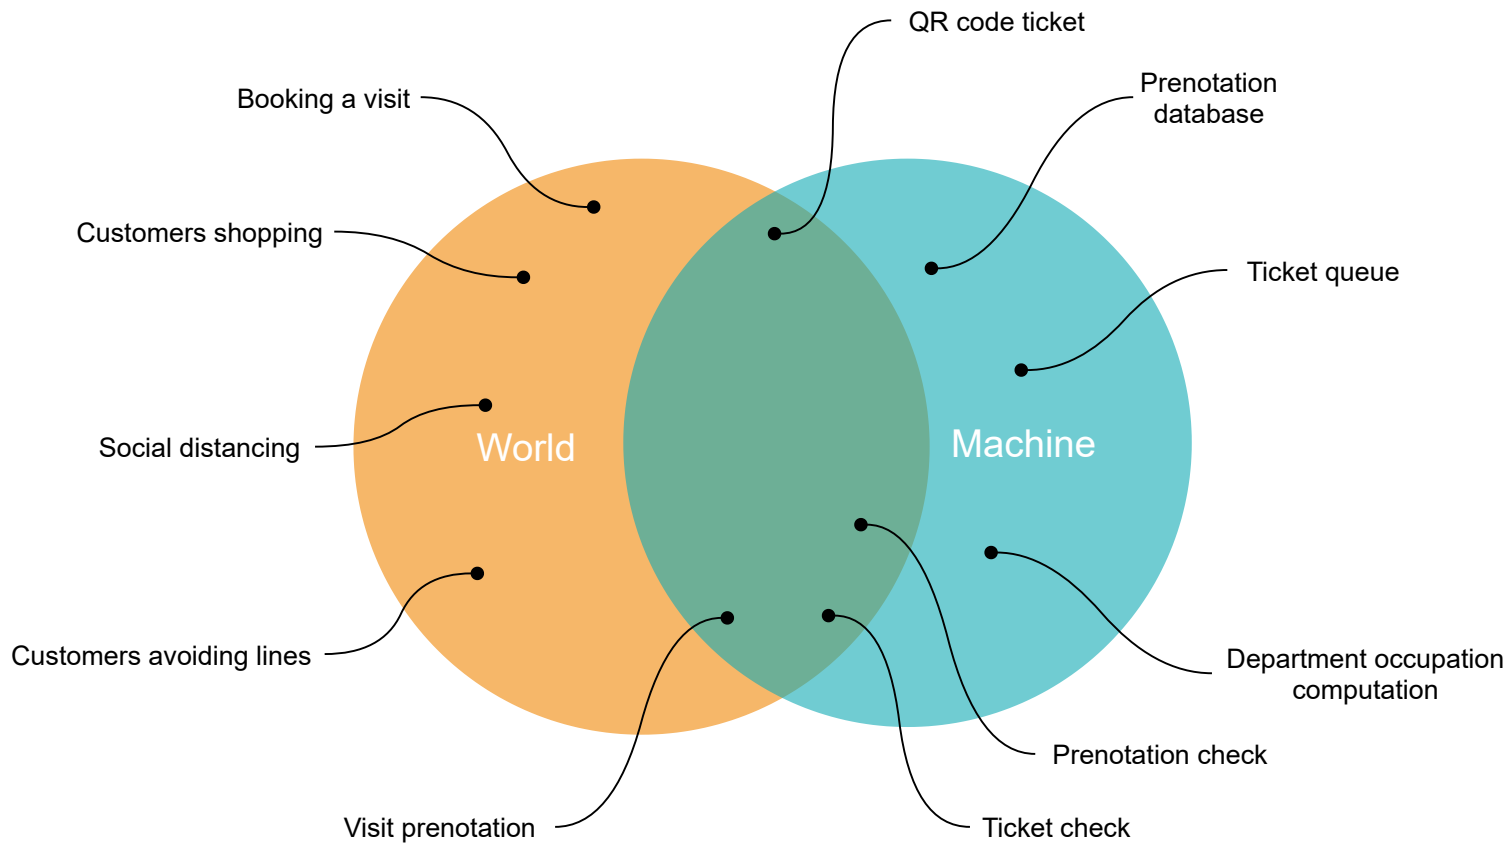 QR code ticket
Booking a visit
Prenotation
database
Customers shopping
Ticket queue
Social distancing
World
Machine
Customers avoiding lines
Department occupation
computation
Prenotation check
Visit prenotation
Ticket check